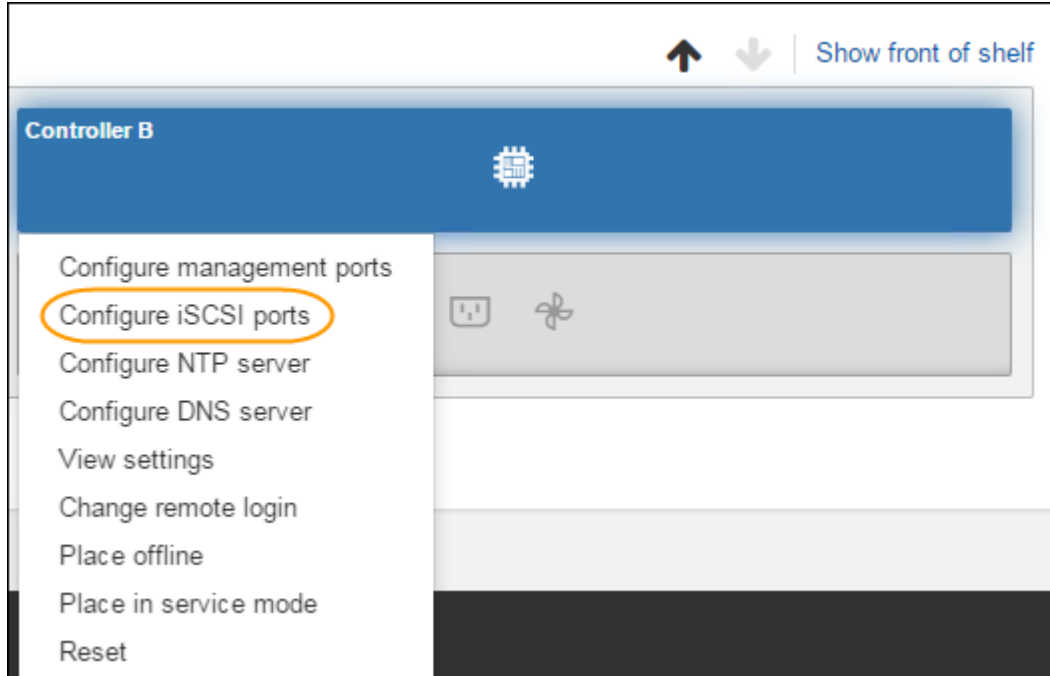 Show front of shelf
Controller B
Configure management ports
Configure iSCSI ports
Configure NTP server
Configure DNS server
View settings
Change remote login
Place offline
Place in service mode
Reset